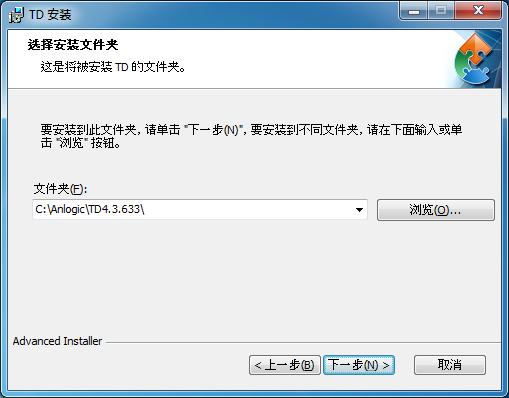 TD 安装
选择安装文件夹
这是将被安装 TD 的文件夹。
要安装到此文件夹, 请单击 "下一步(N)", 要安装到不同文件夹, 请在下面输入或单
击 "浏览" 按钮。
文件夹(F):
C:\Anlogic\TD4.3.633\
浏览(O)...
Advanced Installer
< 上一步(B)
下一步(N) >
取消